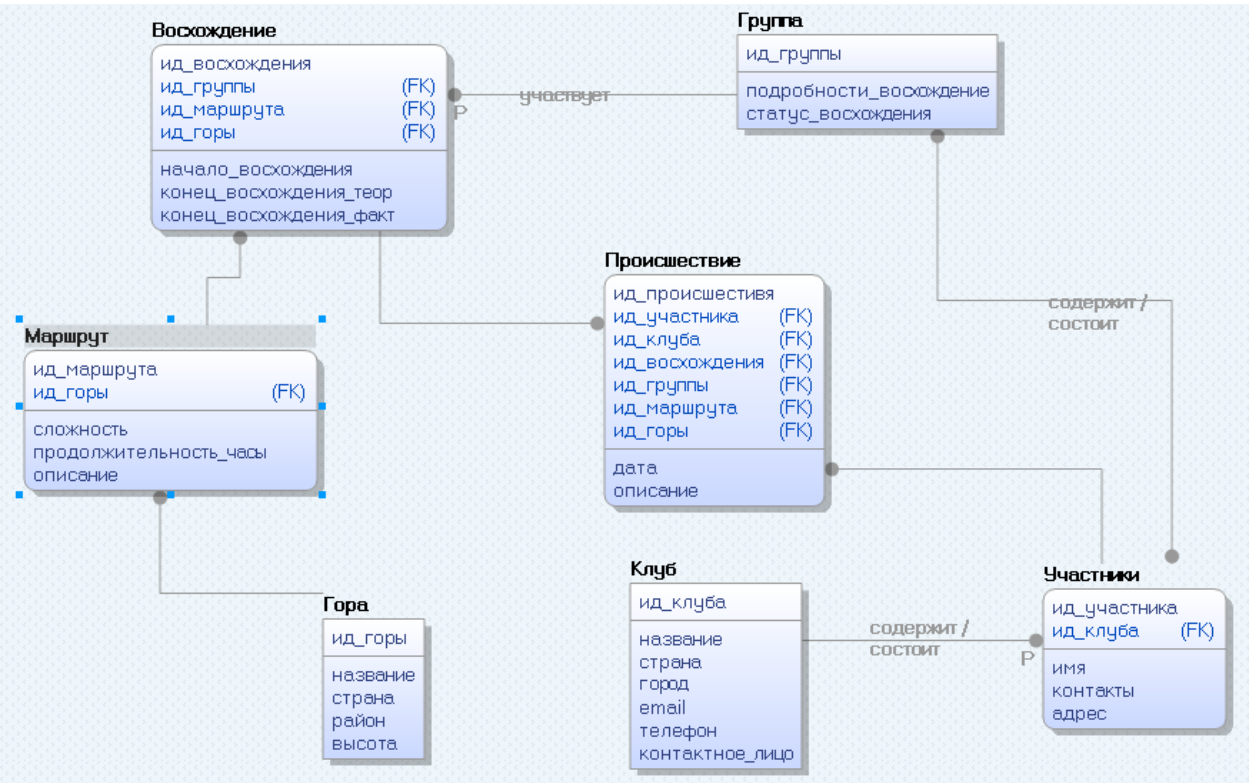 Восхождение
ид_восхождения
ид_группы (FK)
ид_маршрута (FK)
ид_горы (FK)
начало_восхождения
конец_восхождения_теор
конец_восхождения_факт
участвует
P
Группа
ид_группы
подробности_восхождение
статус_восхождения
Происшествие
ид_происшестивя
ид_участника (FK)
ид_клуба (FK)
ид_восхождения (FK)
ид_группы (FK)
ид_маршрута (FK)
ид_горы (FK)
дата
описание
содержит /
состоит
Маршрут
ид_маршрута
ид_горы (FK)
сложность
продолжительность_часы
описание
Гора
ид_горы
название
страна
район
высота
Клуб
ид_клуба
название
страна
город
email
телефон
контактное_лицо
содержит /
состоит
P
Участники
ид_участника
ид_клуба (FK)
имя
контакты
адрес